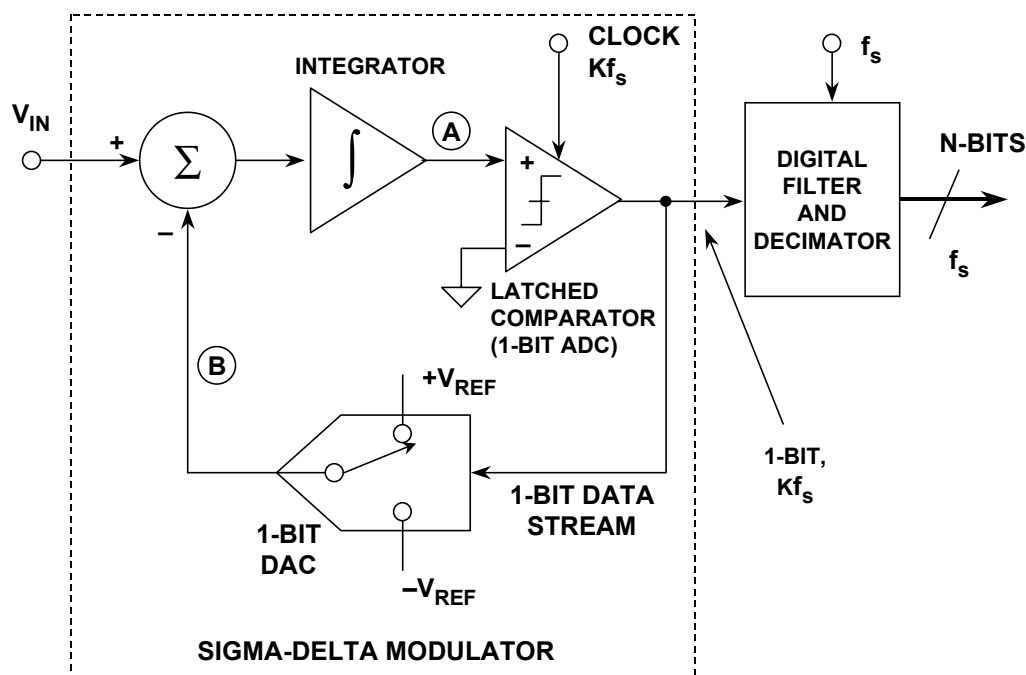 CLOCK
Kfs
fs
INTEGRATOR
VIN
+
Σ
–
∫
A
+
–
DIGITAL
FILTER
AND
DECIMATOR
N-BITS
fs
LATCHED
COMPARATOR
(1-BIT ADC)
B
+VREF
1-BIT DATA
STREAM
1-BIT,
Kfs
1-BIT
DAC
–VREF
SIGMA-DELTA MODULATOR